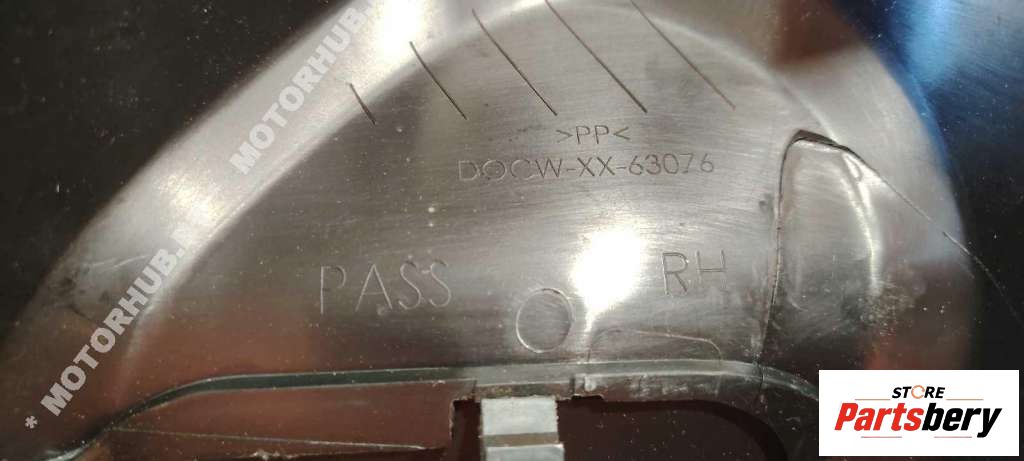 >PP<
DOCW-XX-63076
PASS
RH
* MOTORHUB.
MOTORHUB.
STORE
Partsbery